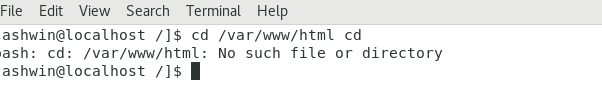 File Edit View Search Terminal Help
ashwin@localhost /]$ cd /var/www/html cd
bash: cd: /var/www/html: No such file or directory
ashwin@localhost /]$